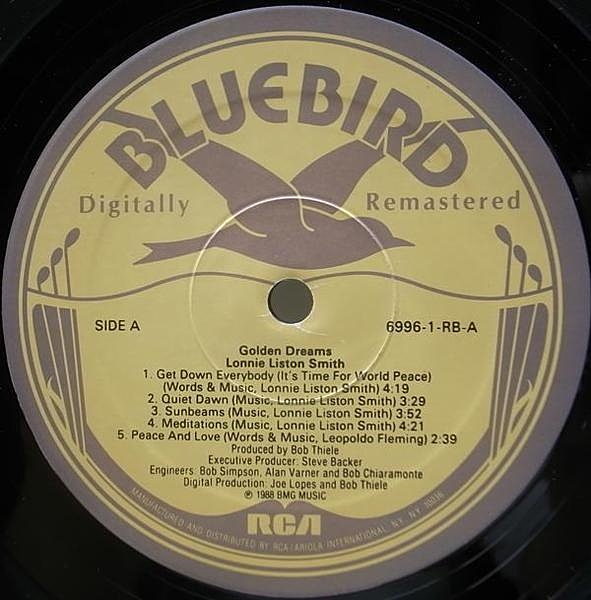 BLUEBIRD
Digitally Remastered
SIDE A 6996-1-RB-A
Golden Dreams
Lonnie Liston Smith
1. Get Down Everybody (It's Time For World Peace)
(Words & Music, Lonnie Liston Smith) 4:19
2. Quiet Dawn (Music, Lonnie Liston Smith) 3:29
3. Sunbeams (Music, Lonnie Liston Smith) 3:52
4. Meditations (Music, Lonnie Liston Smith) 4:21
5. Peace And Love (Words & Music, Leopoldo Fleming) 2:39
Produced by Bob Thiele
Executive Producer: Steve Backer
Engineers: Bob Simpson, Alan Varner and Bob Chiaramonte
Digital Production: Joe Lopes and Bob Thiele
℗ 1988 BMG MUSIC
RCA
MANUFACTURED AND DISTRIBUTED BY RCA/ARIOLA INTERNATIONAL, NY, NY 10036